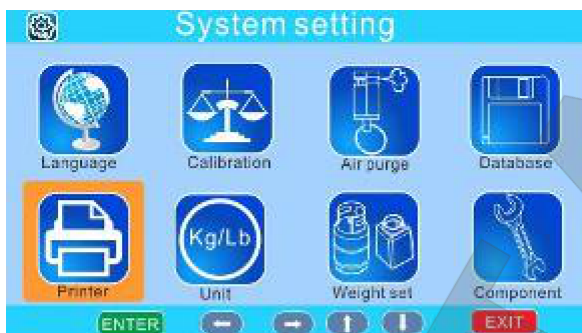 System setting
Language Calibration Air purge Database
Kg/Lb
Printer Unit Weight set Component
ENTER EXIT